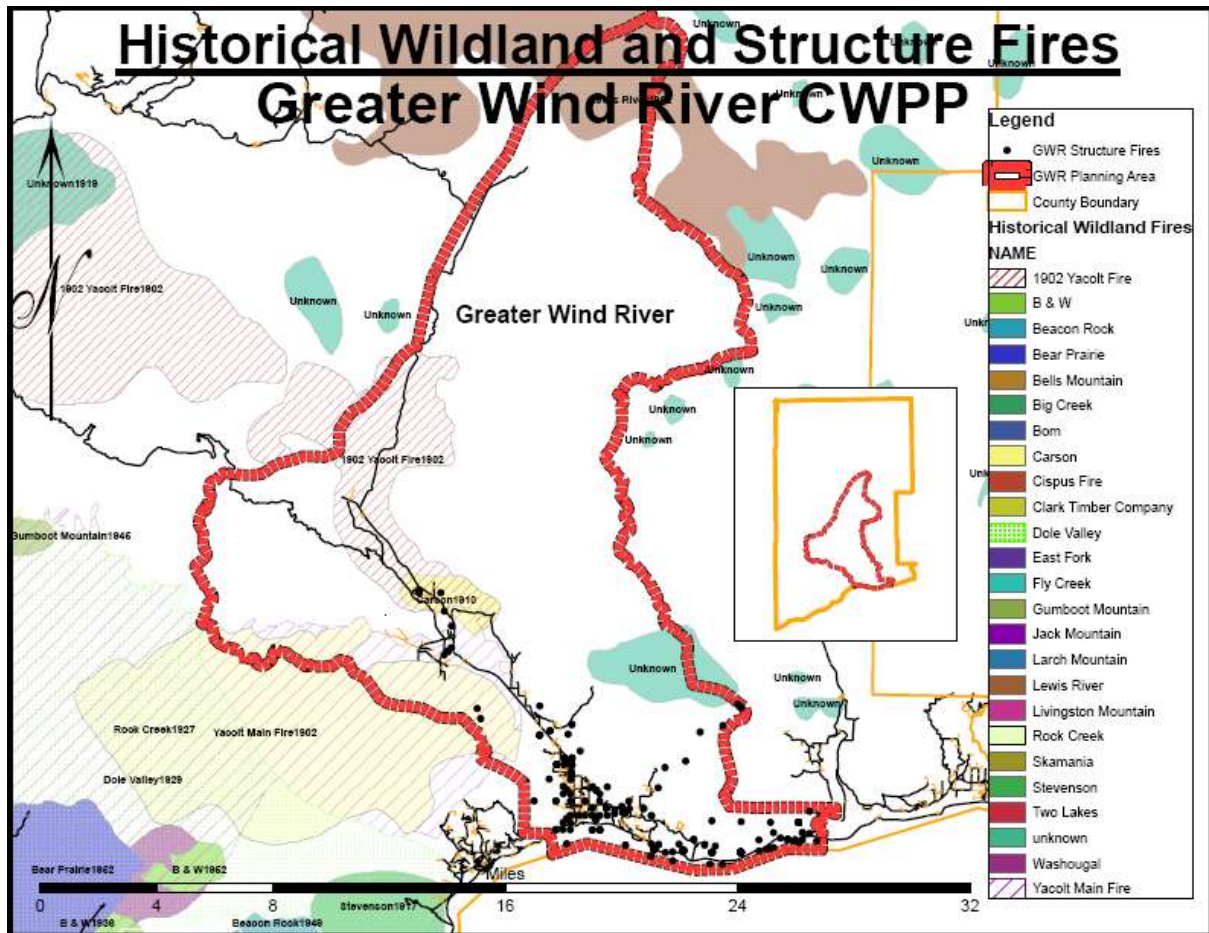 Historical Wildland and Structure Fires
Greater Wind River CWPP
Unknown
Unknown
Unknown
Unknown
Unknown
Unknown1919
1902 Yacolt Fire1902
Unknown
Unknown
Unknown
Unknown
Unknown
Greater Wind River
Unknown
Unknown
Unknown
1902 Yacolt Fire1902
Gumboot Mountain1945
Carson1910
Unknown
Unknown
Unknown
Rock Creek1927
Yacolt Main Fire1902
Dole Valley1929
Bear Prairie1952
B & W1952
Miles
0 8 16 24 32
Stevenson1917
B & W1936
Beacon Rock1949
N
Legend
GWR Structure Fires
GWR Planning Area
County Boundary
Historical Wildland Fires
NAME
1902 Yacolt Fire
B & W
Beacon Rock
Bear Prairie
Bells Mountain
Big Creek
Bom
Carson
Cispus Fire
Clark Timber Company
Dole Valley
East Fork
Fly Creek
Gumboot Mountain
Jack Mountain
Larch Mountain
Lewis River
Livingston Mountain
Rock Creek
Skamania
Stevenson
Two Lakes
unknown
Washougal
Yacolt Main Fire